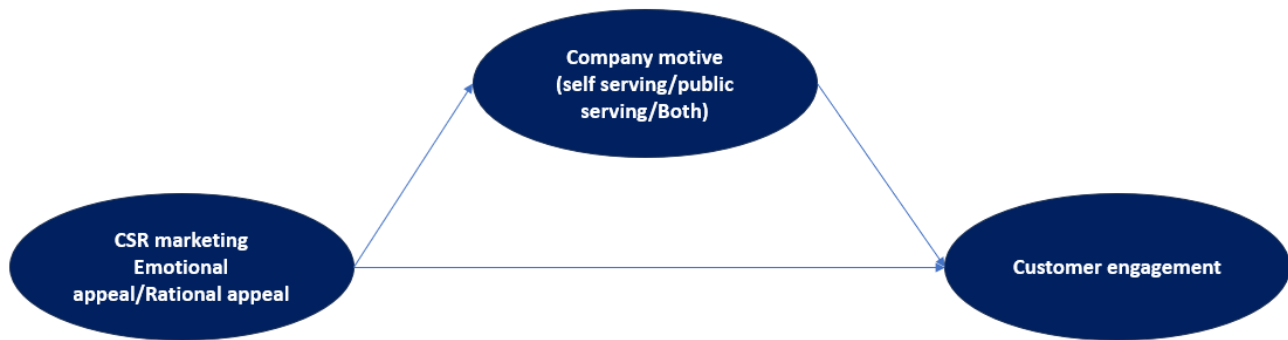 Company motive
(self serving/public
serving/Both)
CSR marketing
Emotional
appeal/Rational appeal
Customer engagement